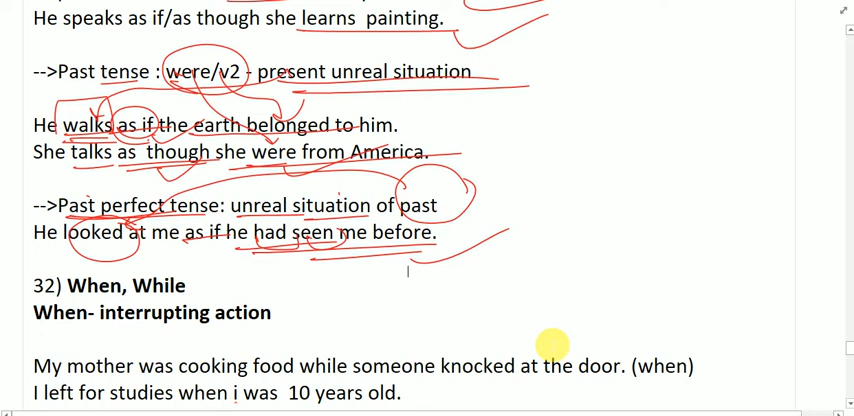 He speaks as if/as though she learns  painting.
-->Past tense : were/v2 - present unreal situation
He walks as if the earth belonged to him.
She talks as though she were from America.
-->Past perfect tense: unreal situation of past
He looked at me as if he had seen me before.
32) When, While
When- interrupting action
My mother was cooking food while someone knocked at the door. (when)
I left for studies when i was  10 years old.